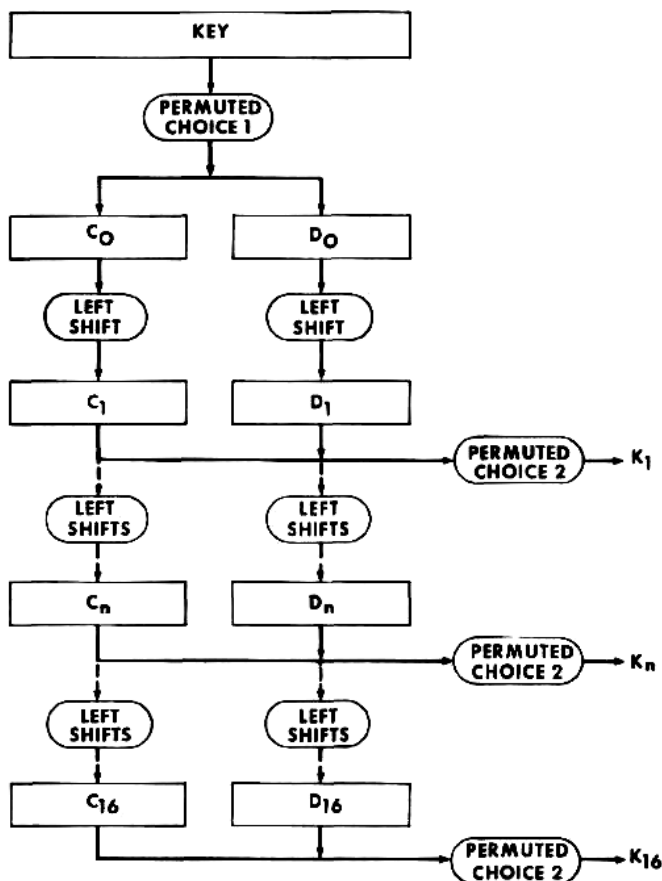 KEY
PERMUTED
CHOICE 1
C0 D0
LEFT
SHIFT
LEFT
SHIFT
C1 D1
PERMUTED
CHOICE 2
K1
LEFT
SHIFTS
LEFT
SHIFTS
Cn Dn
PERMUTED
CHOICE 2
Kn
LEFT
SHIFTS
LEFT
SHIFTS
C16 D16
PERMUTED
CHOICE 2
K16